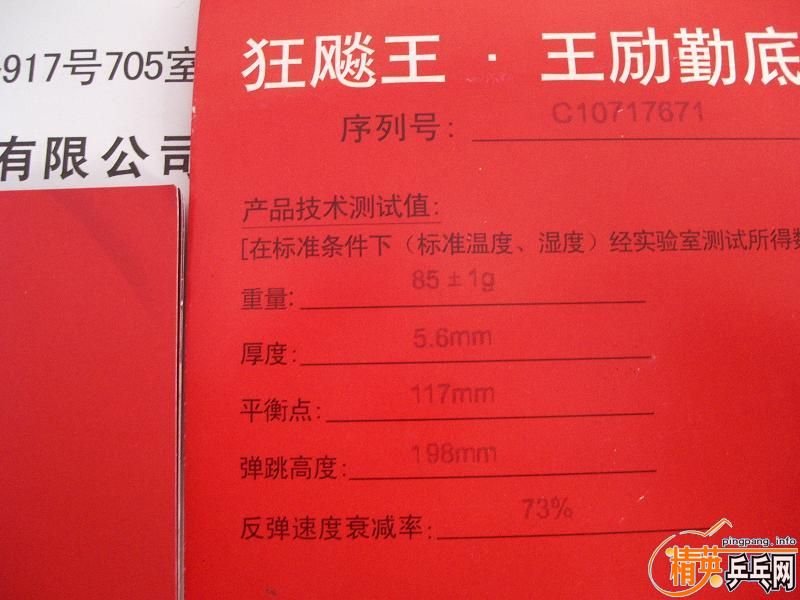 917号705室
有限公司
狂飚王·王励勤底
序列号: C10717671
产品技术测试值:
[在标准条件下（标准温度、湿度）经实验室测试所得数
重量: 85±1g
厚度: 5.6mm
平衡点: 117mm
弹跳高度: 198mm
反弹速度衰减率: 73%
pingpang.info
精英乒乓网